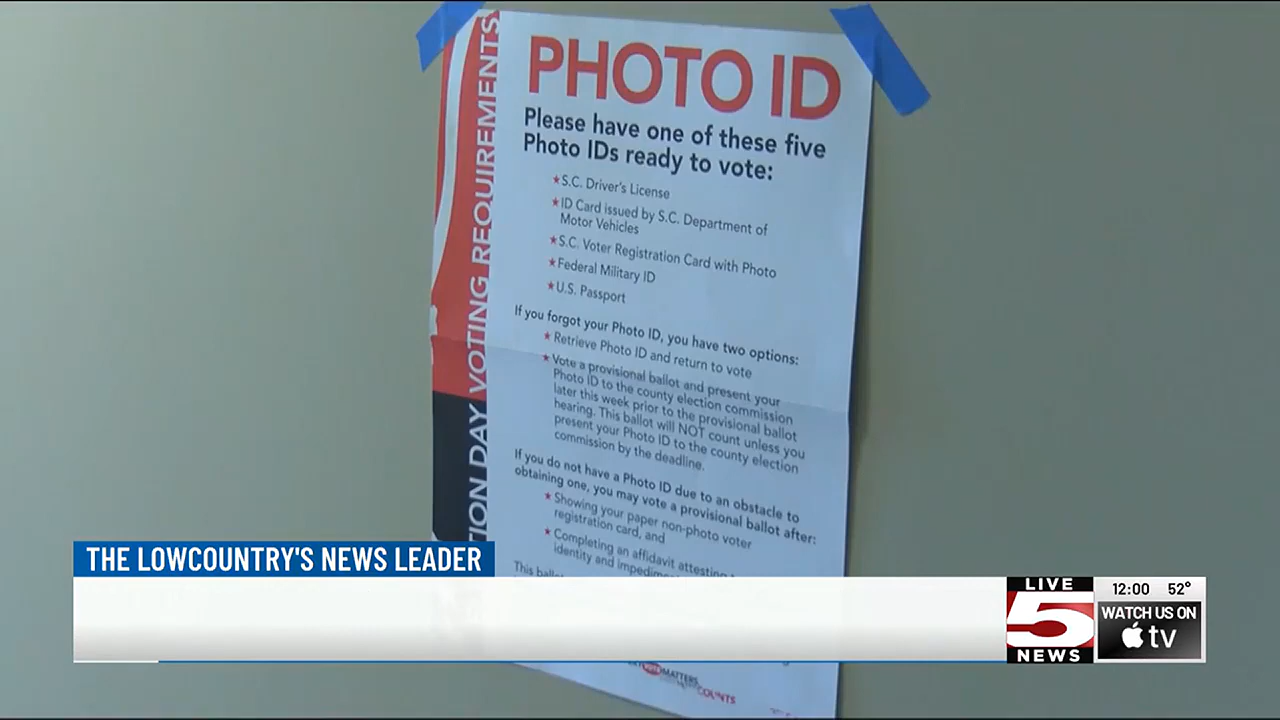 VOTING REQUIREMENTS
PHOTO ID
Please have one of these five
Photo IDs ready to vote:
S.C. Driver's License
ID Card issued by S.C. Department of
Motor Vehicles
S.C. Voter Registration Card with Photo
Federal Military ID
U.S. Passport
If you forgot your Photo ID, you have two options:
Retrieve Photo ID and return to vote
Vote a provisional ballot and present your
Photo ID to the county election commission
later this week prior to the provisional ballot
hearing. This ballot will NOT count unless you
present your Photo ID to the county election
commission by the deadline.
If you do not have a Photo ID due to an obstacle to
obtaining one, you may vote a provisional ballot after:
Showing your paper non-photo voter
registration card, and
Completing an affidavit attesting
identity and
This
MATTERS
COUNTS
DAY
THE LOWCOUNTRY'S NEWS LEADER
LIVE
5
NEWS
12:00 52°
WATCH US ON
tv